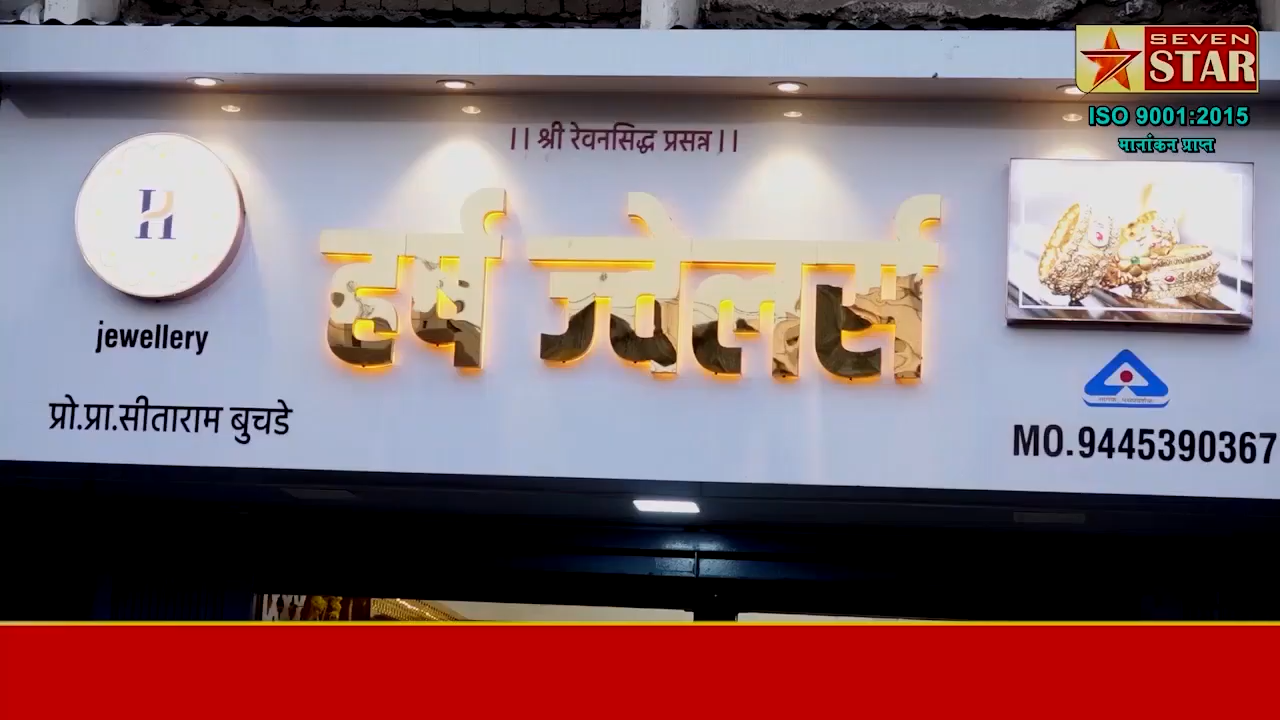 SEVEN
STAR
ISO 9001:2015
मानांकन प्राप्त
।। श्री रेवनसिद्ध प्रसन्न ।।
H
हर्ष ज्वेलर्स
jewellery
प्रो.प्रा.सीताराम बुचडे
MO.9445390367